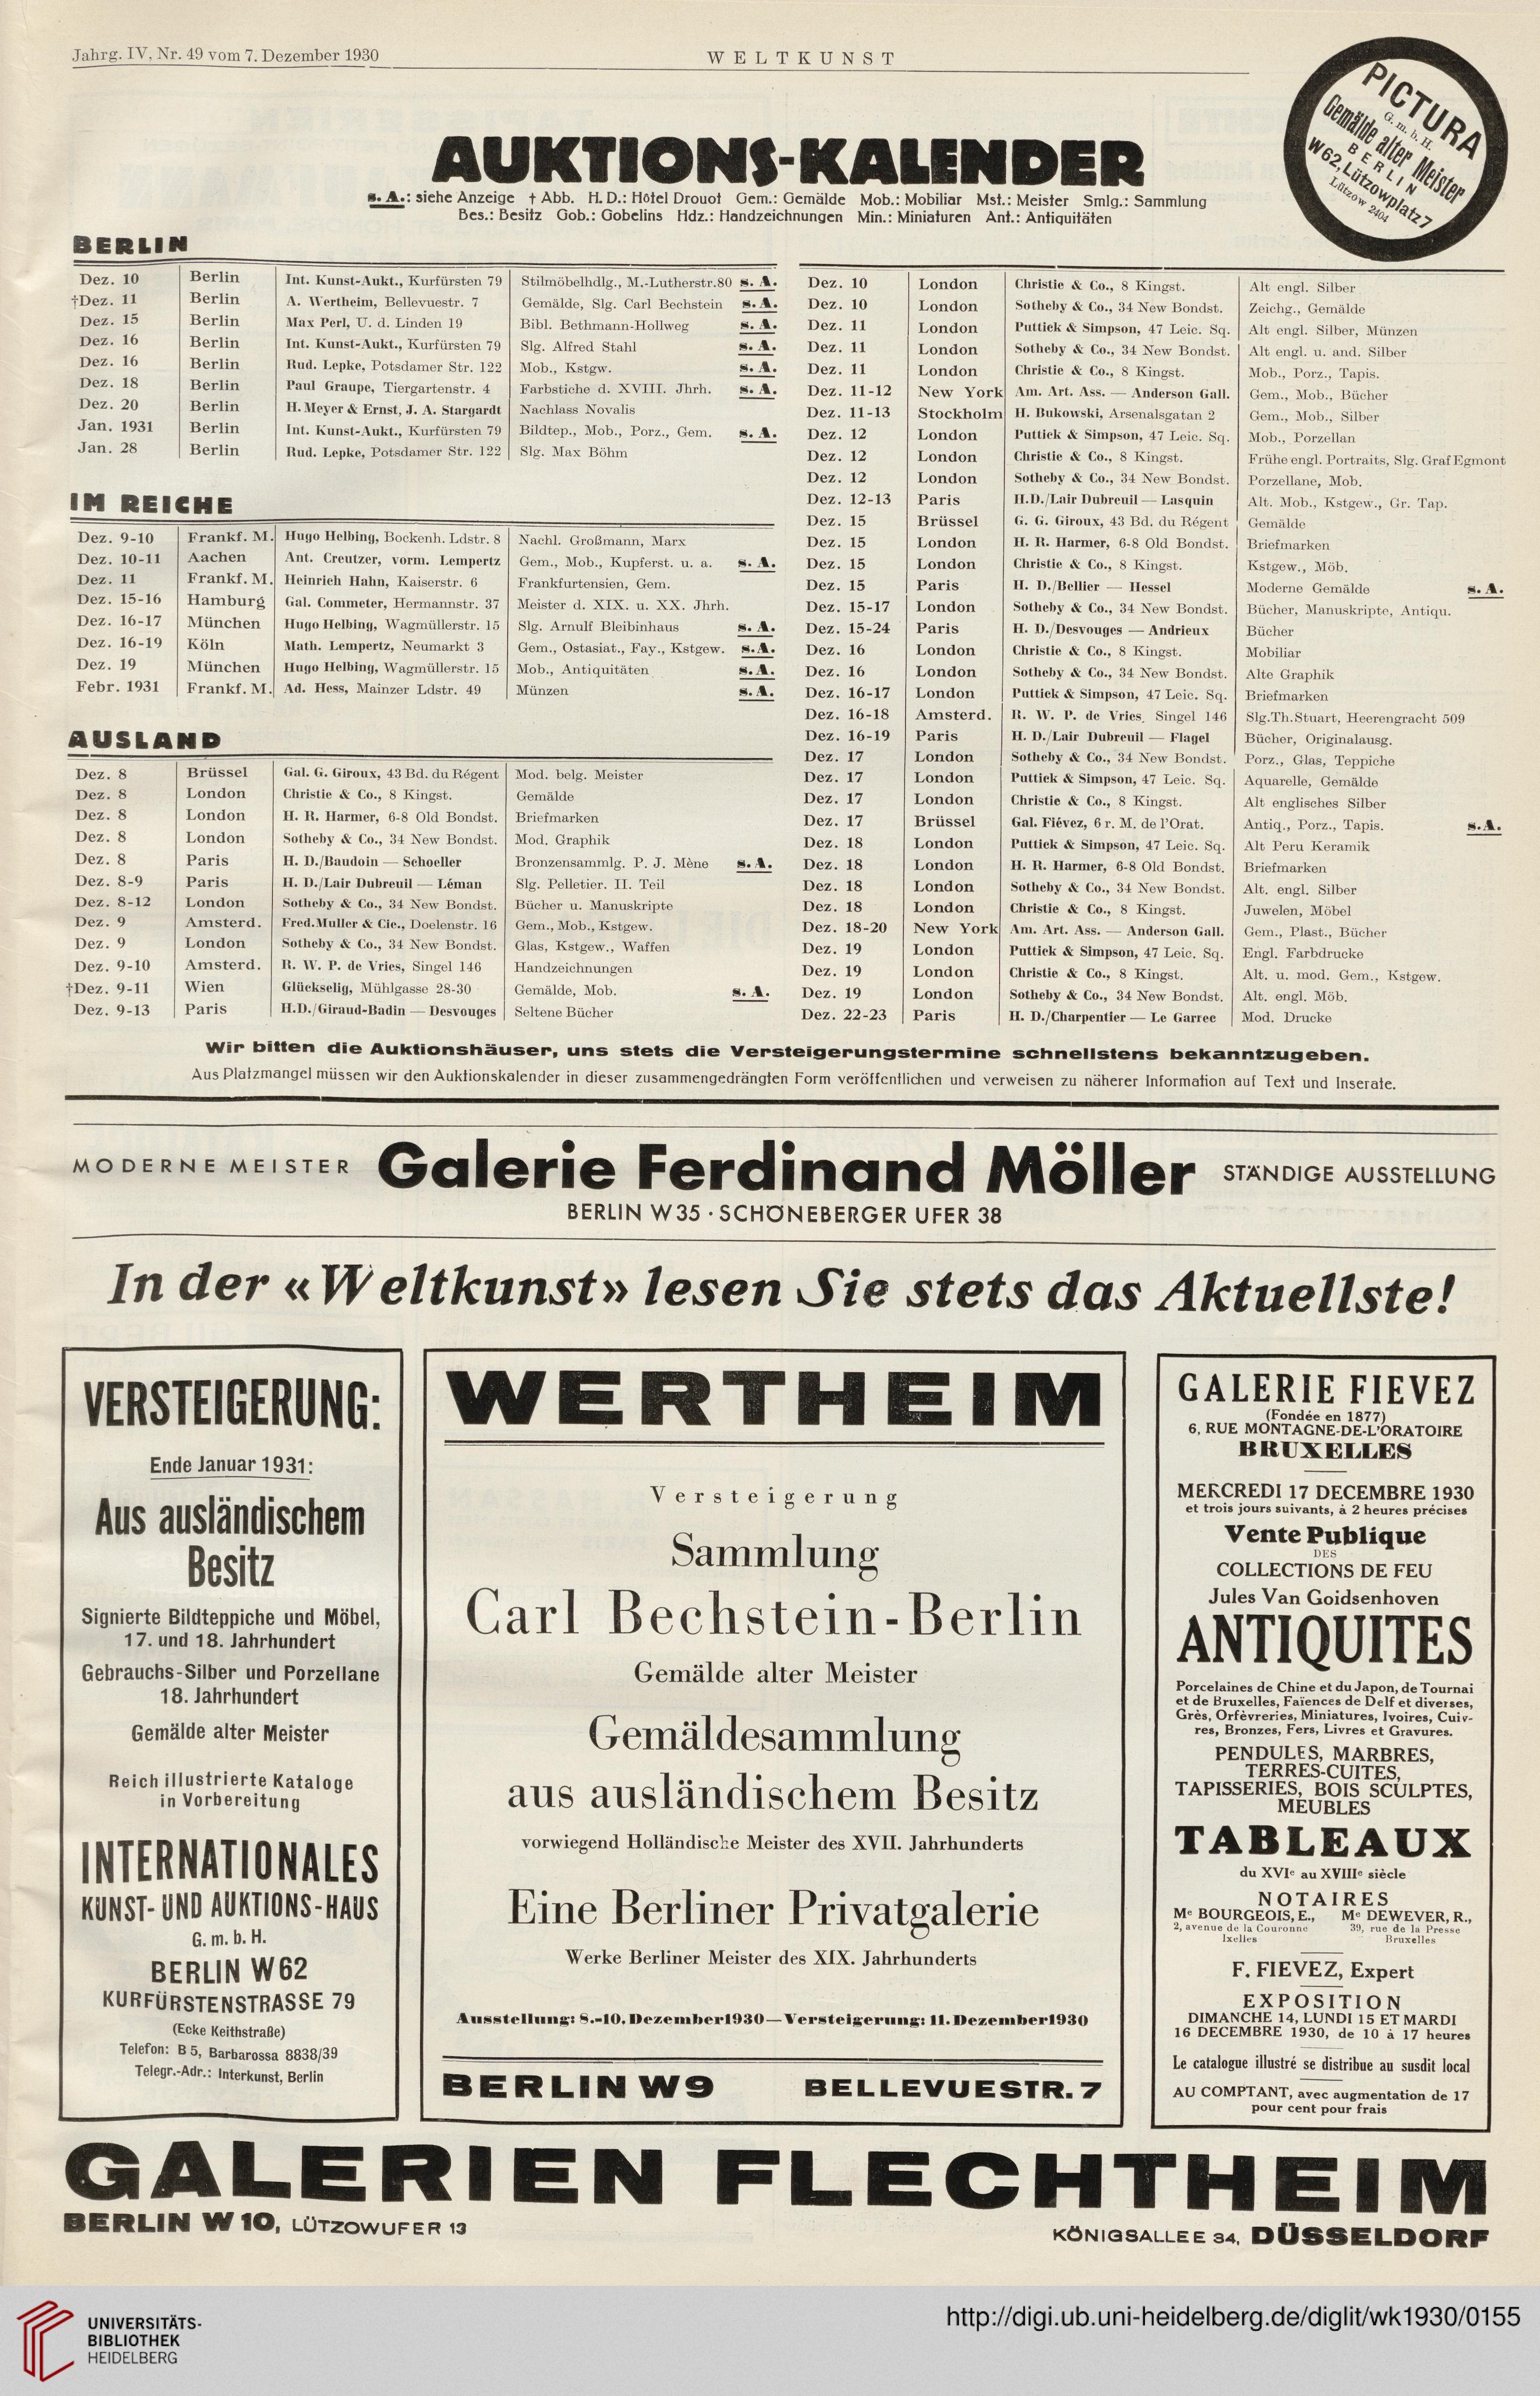 Jahrg. IV, Nr. 49 vom 7. Dezember 1930
WELTKUNST
PICTURA
G. m. b. H.
Gemälde alter Meister
BERLIN
W 62, Lützowplatz 7
Lützow 2404
AUKTIONS-KALENDER
s. A.: siehe Anzeige † Abb. H. D.: Hôtel Drouot Gem.: Gemälde Mob.: Mobiliar Mst.: Meister Smlg.: Sammlung
Bes.: Besitz Gob.: Gobelins Hdz.: Handzeichnungen Min.: Miniaturen Ant.: Antiquitäten
BERLIN
Dez. 10 Berlin Int. Kunst-Aukt., Kurfürsten 79 Stilmöbelhdlg., M.-Lutherstr.80 s. A.
†Dez. 11 Berlin A. Wertheim, Bellevuestr. 7 Gemälde, Slg. Carl Bechstein s. A.
Dez. 15 Berlin Max Perl, U. d. Linden 19 Bibl. Bethmann-Hollweg s. A.
Dez. 16 Berlin Int. Kunst-Aukt., Kurfürsten 79 Slg. Alfred Stahl s. A.
Dez. 16 Berlin Rud. Lepke, Potsdamer Str. 122 Mob., Kstgw. s. A.
Dez. 18 Berlin Paul Graupe, Tiergartenstr. 4 Farbstiche d. XVIII. Jhrh. s. A.
Dez. 20 Berlin H. Meyer & Ernst, J. A. Stargardt Nachlass Novalis
Jan. 1931 Berlin Int. Kunst-Aukt., Kurfürsten 79 Bildtep., Mob., Porz., Gem. s. A.
Jan. 28 Berlin Rud. Lepke, Potsdamer Str. 122 Slg. Max Böhm
IM REICHE
Dez. 9-10 Frankf. M. Hugo Helbing, Bockenh. Ldstr. 8 Nachl. Großmann, Marx
Dez. 10-11 Aachen Ant. Creutzer, vorm. Lempertz Gem., Mob., Kupferst. u. a. s. A.
Dez. 11 Frankf. M. Heinrich Hahn, Kaiserstr. 6 Frankfurtensien, Gem.
Dez. 15-16 Hamburg Gal. Commeter, Hermannstr. 37 Meister d. XIX. u. XX. Jhrh.
Dez. 16-17 München Hugo Helbing, Wagmüllerstr. 15 Slg. Arnulf Bleibinhaus s. A.
Dez. 16-19 Köln Math. Lempertz, Neumarkt 3 Gem., Ostasiat., Fay., Kstgew. s. A.
Dez. 19 München Hugo Helbing, Wagmüllerstr. 15 Mob., Antiquitäten s. A.
Febr. 1931 Frankf. M. Ad. Hess, Mainzer Ldstr. 49 Münzen s. A.
AUSLAND
Dez. 8 Brüssel Gal. G. Giroux, 43 Bd. du Régent Mod. belg. Meister
Dez. 8 London Christie & Co., 8 Kingst. Gemälde
Dez. 8 London H. R. Harmer, 6-8 Old Bondst. Briefmarken
Dez. 8 London Sotheby & Co., 34 New Bondst. Mod. Graphik
Dez. 8 Paris H. D./Baudoin — Schoeller Bronzensammlg. P. J. Mène s. A.
Dez. 8-9 Paris H. D./Lair Dubreuil — Léman Slg. Pelletier. II. Teil
Dez. 8-12 London Sotheby & Co., 34 New Bondst. Bücher u. Manuskripte
Dez. 9 Amsterd. Fred.Muller & Cie., Doelenstr. 16 Gem., Mob., Kstgew.
Dez. 9 London Sotheby & Co., 34 New Bondst. Glas, Kstgew., Waffen
Dez. 9-10 Amsterd. R. W. P. de Vries, Singel 146 Handzeichnungen
†Dez. 9-11 Wien Glückselig, Mühlgasse 28-30 Gemälde, Mob. s. A.
Dez. 9-13 Paris H.D./Giraud-Badin — Desvouges Seltene Bücher
Dez. 10 London Christie & Co., 8 Kingst. Alt engl. Silber
Dez. 10 London Sotheby & Co., 34 New Bondst. Zeichg., Gemälde
Dez. 11 London Puttick & Simpson, 47 Leic. Sq. Alt engl. Silber, Münzen
Dez. 11 London Sotheby & Co., 34 New Bondst. Alt engl. u. and. Silber
Dez. 11 London Christie & Co., 8 Kingst. Mob., Porz., Tapis.
Dez. 11-12 New York Am. Art. Ass. — Anderson Gall. Gem., Mob., Bücher
Dez. 11-13 Stockholm H. Bukowski, Arsenalsgatan 2 Gem., Mob., Silber
Dez. 12 London Puttick & Simpson, 47 Leic. Sq. Mob., Porzellan
Dez. 12 London Christie & Co., 8 Kingst. Frühe engl. Portraits, Slg. Graf Egmont
Dez. 12 London Sotheby & Co., 34 New Bondst. Porzellane, Mob.
Dez. 12-13 Paris H.D./Lair Dubreuil — Lasquin Alt. Mob., Kstgew., Gr. Tap.
Dez. 15 Brüssel G. G. Giroux, 43 Bd. du Régent Gemälde
Dez. 15 London H. R. Harmer, 6-8 Old Bondst. Briefmarken
Dez. 15 London Christie & Co., 8 Kingst. Kstgew., Möb.
Dez. 15 Paris H. D./Bellier — Hessel Moderne Gemälde s. A.
Dez. 15-17 London Sotheby & Co., 34 New Bondst. Bücher, Manuskripte, Antiqu.
Dez. 15-24 Paris H. D./Desvouges — Andrieux Bücher
Dez. 16 London Christie & Co., 8 Kingst. Mobiliar
Dez. 16 London Sotheby & Co., 34 New Bondst. Alte Graphik
Dez. 16-17 London Puttick & Simpson, 47 Leic. Sq. Briefmarken
Dez. 16-18 Amsterd. R. W. P. de Vries, Singel 146 Slg.Th.Stuart, Heerengracht 509
Dez. 16-19 Paris H. D./Lair Dubreuil — Flagel Bücher, Originalausg.
Dez. 17 London Sotheby & Co., 34 New Bondst. Porz., Glas, Teppiche
Dez. 17 London Puttick & Simpson, 47 Leic. Sq. Aquarelle, Gemälde
Dez. 17 London Christie & Co., 8 Kingst. Alt englisches Silber
Dez. 17 Brüssel Gal. Fiévez, 6 r. M. de l'Orat. Antiq., Porz., Tapis. s. A.
Dez. 18 London Puttick & Simpson, 47 Leic. Sq. Alt Peru Keramik
Dez. 18 London H. R. Harmer, 6-8 Old Bondst. Briefmarken
Dez. 18 London Sotheby & Co., 34 New Bondst. Alt. engl. Silber
Dez. 18 London Christie & Co., 8 Kingst. Juwelen, Möbel
Dez. 18-20 New York Am. Art. Ass. — Anderson Gall. Gem., Plast., Bücher
Dez. 19 London Puttick & Simpson, 47 Leic. Sq. Engl. Farbdrucke
Dez. 19 London Christie & Co., 8 Kingst. Alt. u. mod. Gem., Kstgew.
Dez. 19 London Sotheby & Co., 34 New Bondst. Alt. engl. Möb.
Dez. 22-23 Paris H. D./Charpentier — Le Garrec Mod. Drucke
Wir bitten die Auktionshäuser, uns stets die Versteigerungstermine schnellstens bekanntzugeben.
Aus Platzmangel müssen wir den Auktionskalender in dieser zusammengedrängten Form veröffentlichen und verweisen zu näherer Information auf Text und Inserate.
MODERNE MEISTER Galerie Ferdinand Möller STÄNDIGE AUSSTELLUNG
BERLIN W 35 · SCHÖNEBERGER UFER 38
In der «Weltkunst» lesen Sie stets das Aktuellste!
VERSTEIGERUNG:
Ende Januar 1931:
Aus ausländischem
Besitz
Signierte Bildteppiche und Möbel,
17. und 18. Jahrhundert
Gebrauchs-Silber und Porzellane
18. Jahrhundert
Gemälde alter Meister
Reich illustrierte Kataloge
in Vorbereitung
INTERNATIONALES
KUNST- UND AUKTIONS-HAUS
G. m. b. H.
BERLIN W 62
KURFÜRSTENSTRASSE 79
(Ecke Keithstraße)
Telefon: B 5, Barbarossa 8838/39
Telegr.-Adr.: Interkunst, Berlin
WERTHEIM
Versteigerung
Sammlung
Carl Bechstein-Berlin
Gemälde alter Meister
Gemäldesammlung
aus ausländischem Besitz
vorwiegend Holländische Meister des XVII. Jahrhunderts
Eine Berliner Privatgalerie
Werke Berliner Meister des XIX. Jahrhunderts
Ausstellung: 8.-10. Dezember 1930 — Versteigerung: 11. Dezember 1930
BERLIN W9 BELLEVUESTR. 7
GALERIE FIEVEZ
(Fondée en 1877)
6, RUE MONTAGNE-DE-L'ORATOIRE
BRUXELLES
MERCREDI 17 DECEMBRE 1930
et trois jours suivants, à 2 heures précises
Vente Publique
DES
COLLECTIONS DE FEU
Jules Van Goidsenhoven
ANTIQUITES
Porcelaines de Chine et du Japon, de Tournai
et de Bruxelles, Faïences de Delf et diverses,
Grès, Orfèvreries, Miniatures, Ivoires, Cuiv-
res, Bronzes, Fers, Livres et Gravures.
PENDULES, MARBRES,
TERRES-CUITES,
TAPISSERIES, BOIS SCULPTES,
MEUBLES
TABLEAUX
du XVIe au XVIIIe siècle
NOTAIRES
Me BOURGEOIS, E., Me DEWEVER, R.,
2, avenue de la Couronne 39, rue de la Presse
Ixelles Bruxelles
F. FIEVEZ, Expert
EXPOSITION
DIMANCHE 14, LUNDI 15 ET MARDI
16 DECEMBRE 1930, de 10 à 17 heures
Le catalogue illustré se distribue au susdit local
AU COMPTANT, avec augmentation de 17
pour cent pour frais
GALERIEN FLECHTHEIM
BERLIN W 10, LÜTZOWUFER 13
KÖNIGSALLEE 34, DÜSSELDORF
UNIVERSITÄTS-
BIBLIOTHEK
HEIDELBERG
http://digi.ub.uni-heidelberg.de/diglit/wk1930/0155